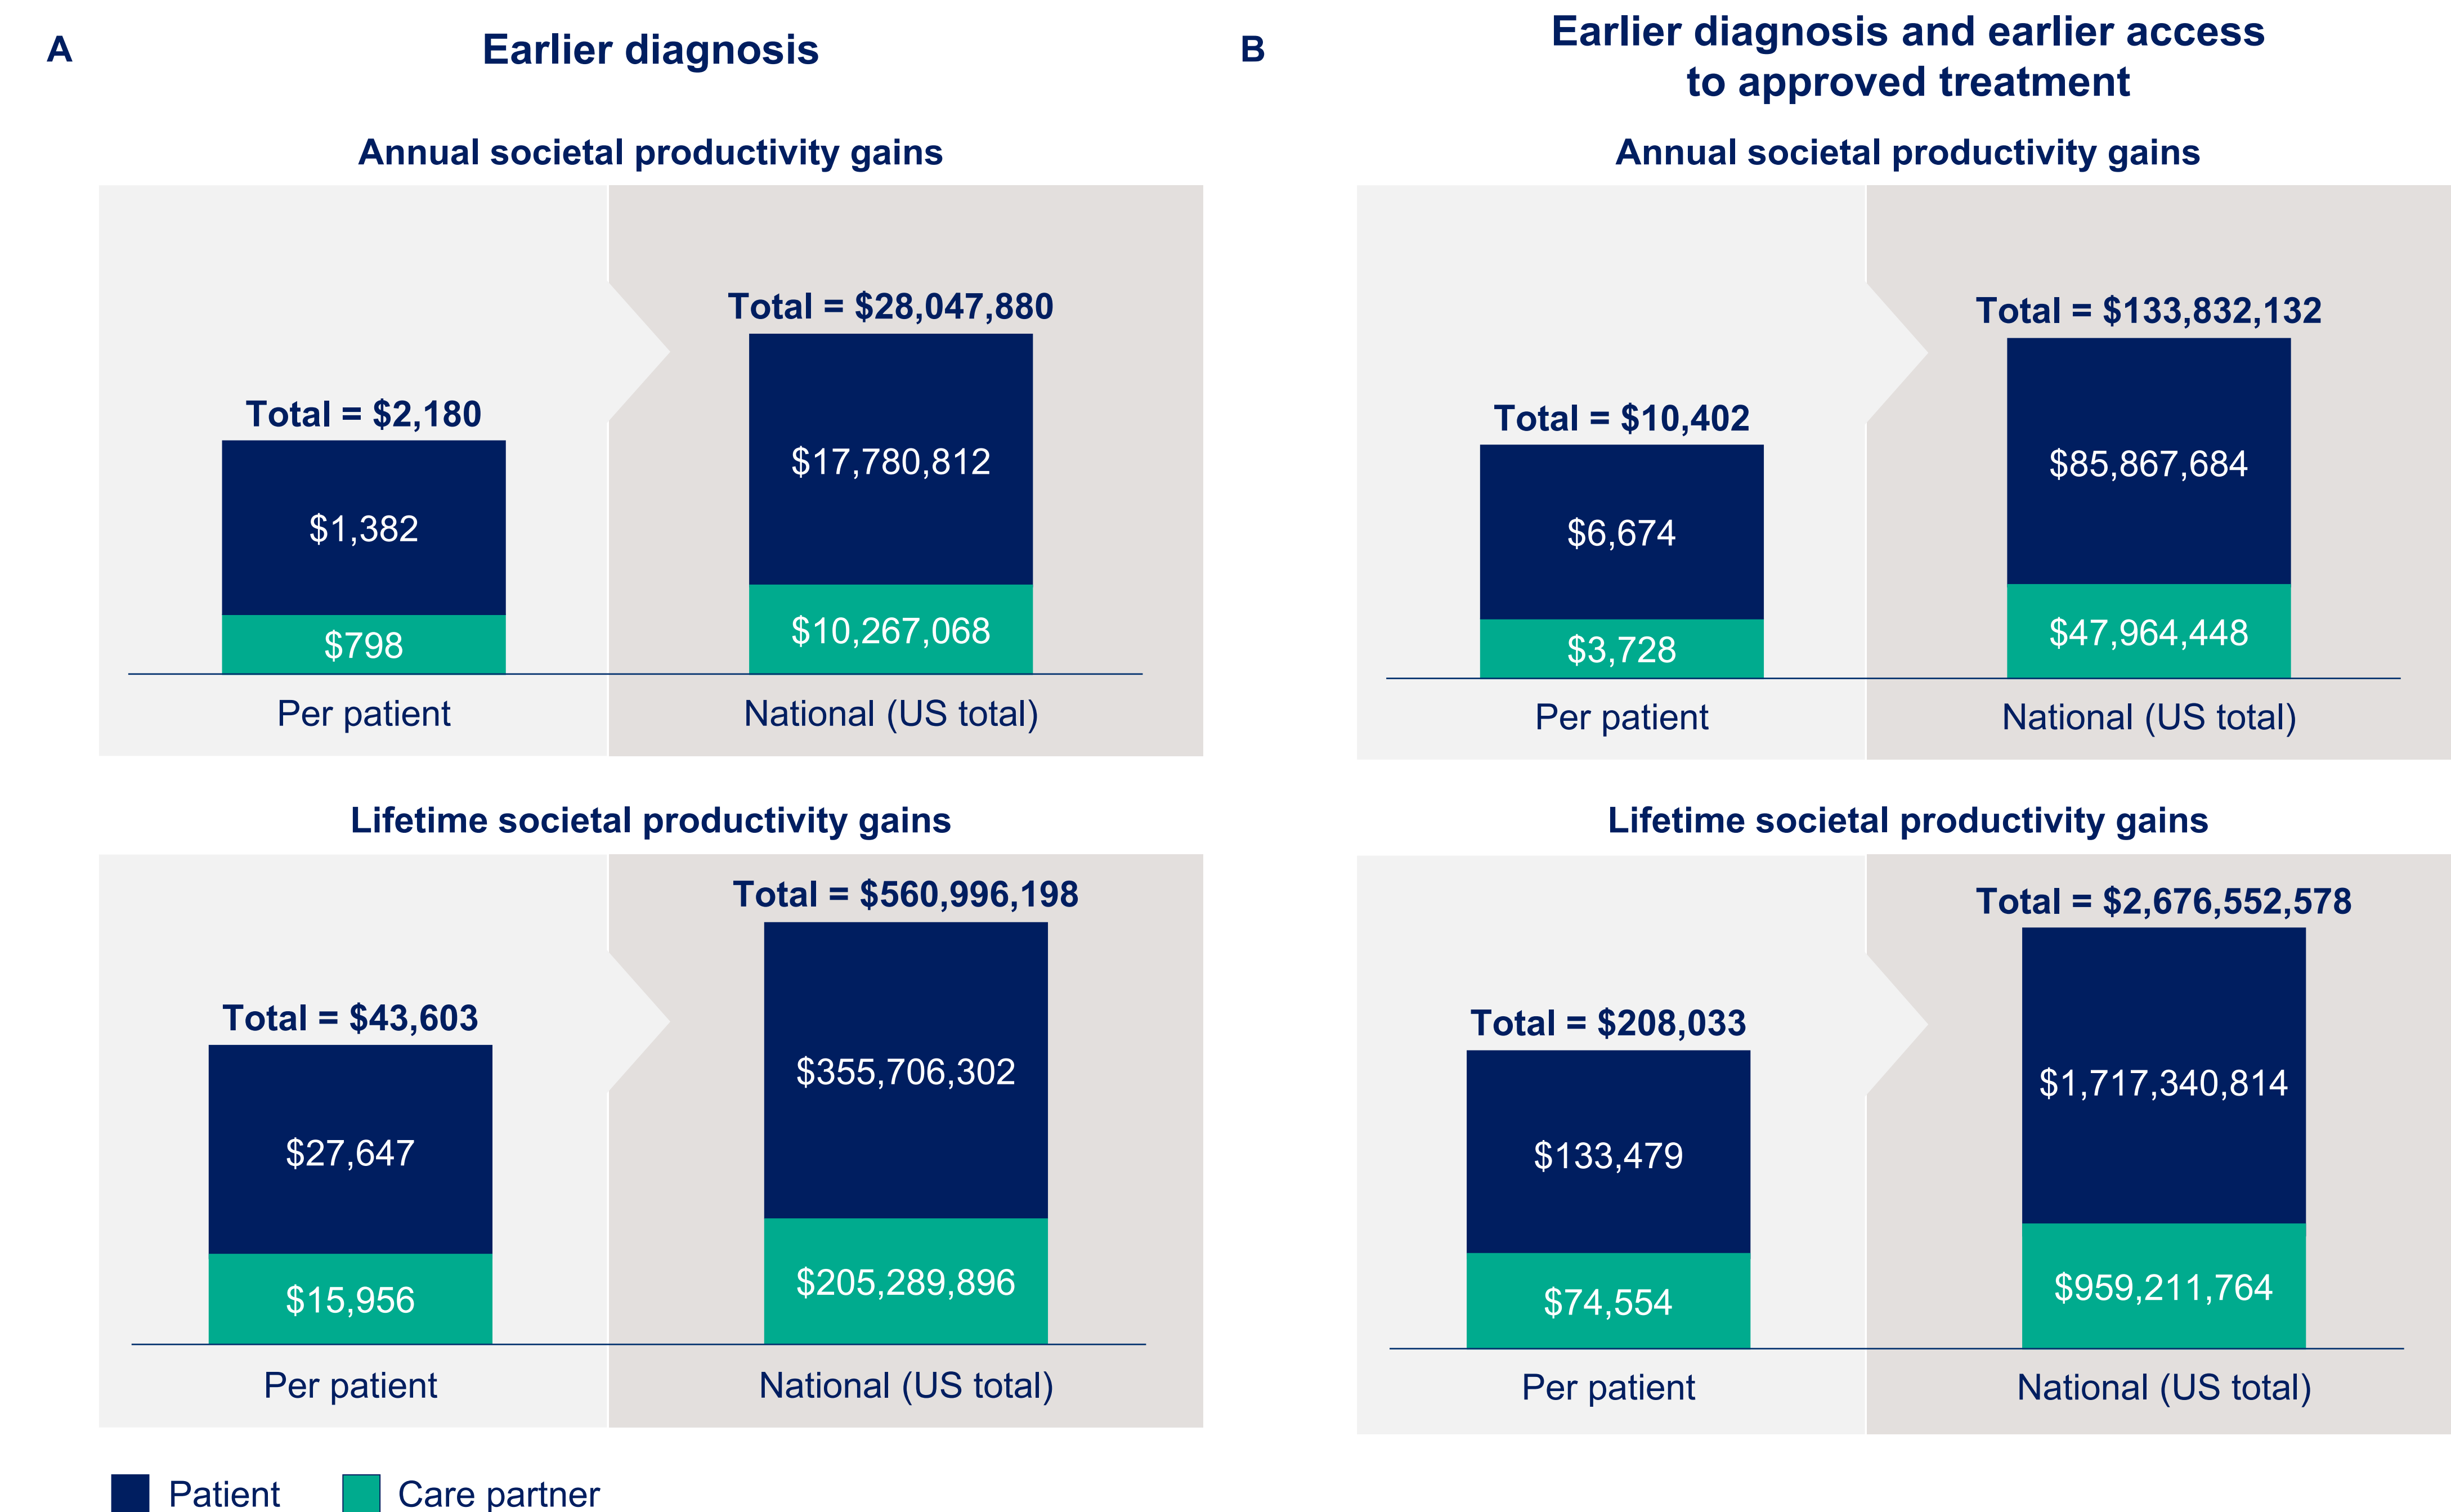 A
Earlier diagnosis
Annual societal productivity gains
Total = $2,180
$1,382
$798
Per patient
Total = $28,047,880
$17,780,812
$10,267,068
National (US total)
Lifetime societal productivity gains
Total = $43,603
$27,647
$15,956
Per patient
Total = $560,996,198
$355,706,302
$205,289,896
National (US total)
Patient
Care partner
B
Earlier diagnosis and earlier access
to approved treatment
Annual societal productivity gains
Total = $10,402
$6,674
$3,728
Per patient
Total = $133,832,132
$85,867,684
$47,964,448
National (US total)
Lifetime societal productivity gains
Total = $208,033
$133,479
$74,554
Per patient
Total = $2,676,552,578
$1,717,340,814
$959,211,764
National (US total)